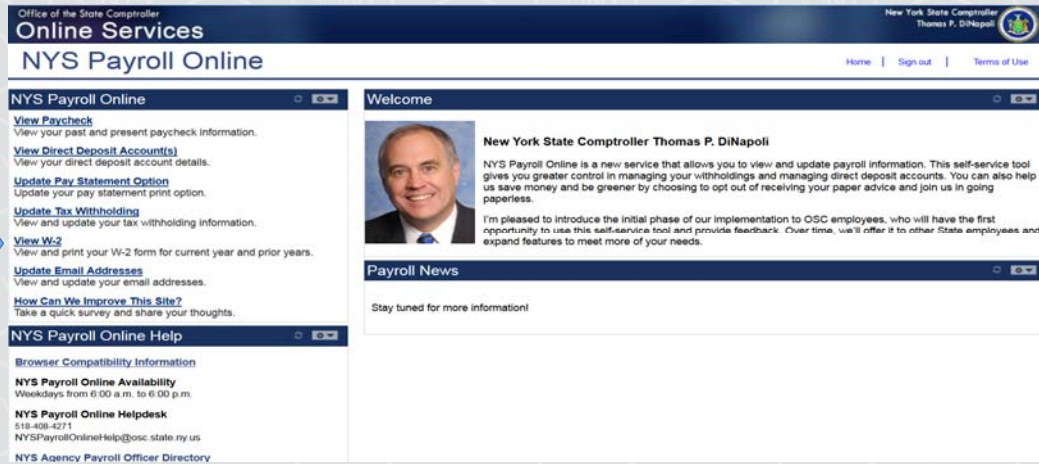 Office of the State Comptroller
Online Services
New York State Comptroller
Thomas P. DiNapoli
NYS Payroll Online
Home | Sign out | Terms of Use
NYS Payroll Online
View Paycheck
View your past and present paycheck information.
View Direct Deposit Account(s)
View your direct deposit account details.
Update Pay Statement Option
Update your pay statement print option.
Update Tax Withholding
View and update your tax withholding information.
View W-2
View and print your W-2 form for current year and prior years.
Update Email Addresses
View and update your email addresses.
How Can We Improve This Site?
Take a quick survey and share your thoughts.
NYS Payroll Online Help
Browser Compatibility Information
NYS Payroll Online Availability
Weekdays from 6:00 a.m. to 6:00 p.m.
NYS Payroll Online Helpdesk
518-408-4271
NYSPayrollOnlineHelp@osc.state.ny.us
NYS Agency Payroll Officer Directory
Welcome
New York State Comptroller Thomas P. DiNapoli
NYS Payroll Online is a new service that allows you to view and update payroll information. This self-service tool
gives you greater control in managing your withholdings and managing direct deposit accounts. You can also help
us save money and be greener by choosing to opt out of receiving your paper advice and join us in going
paperless.
I'm pleased to introduce the initial phase of our implementation to OSC employees, who will have the first
opportunity to use this self-service tool and provide feedback. Over time, we'll offer it to other State employees and
expand features to meet more of your needs.
Payroll News
Stay tuned for more information!